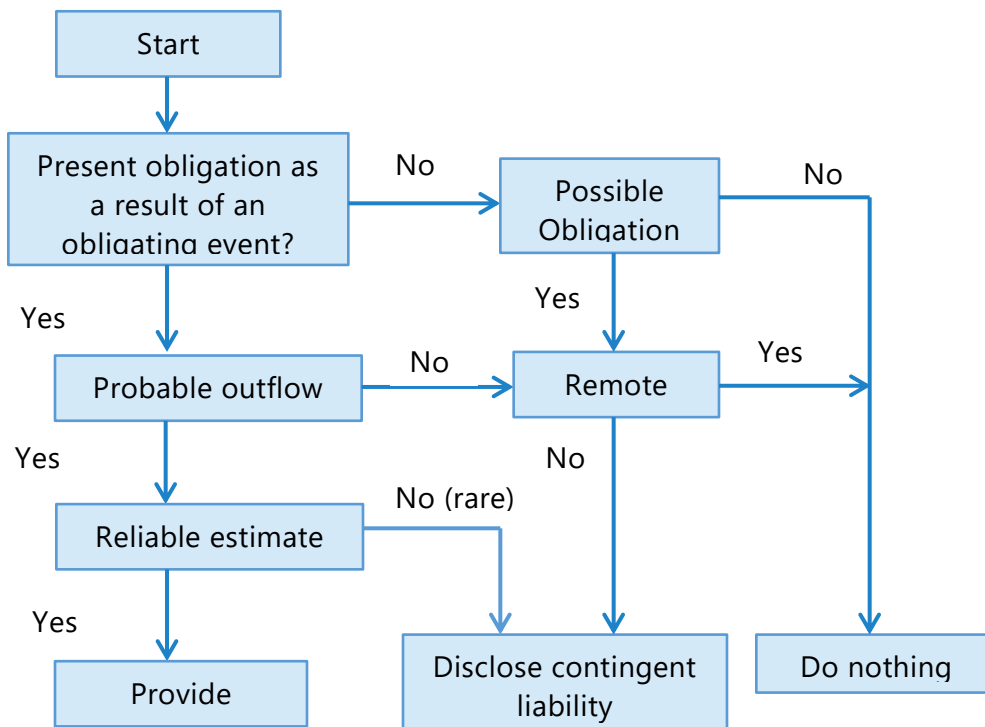 Start
Present obligation as
a result of an
obligating event?
No
Possible
Obligation
No
Yes
Yes
Probable outflow
No
Remote
Yes
Yes
No
Reliable estimate
No (rare)
Yes
Provide
Disclose contingent
liability
Do nothing